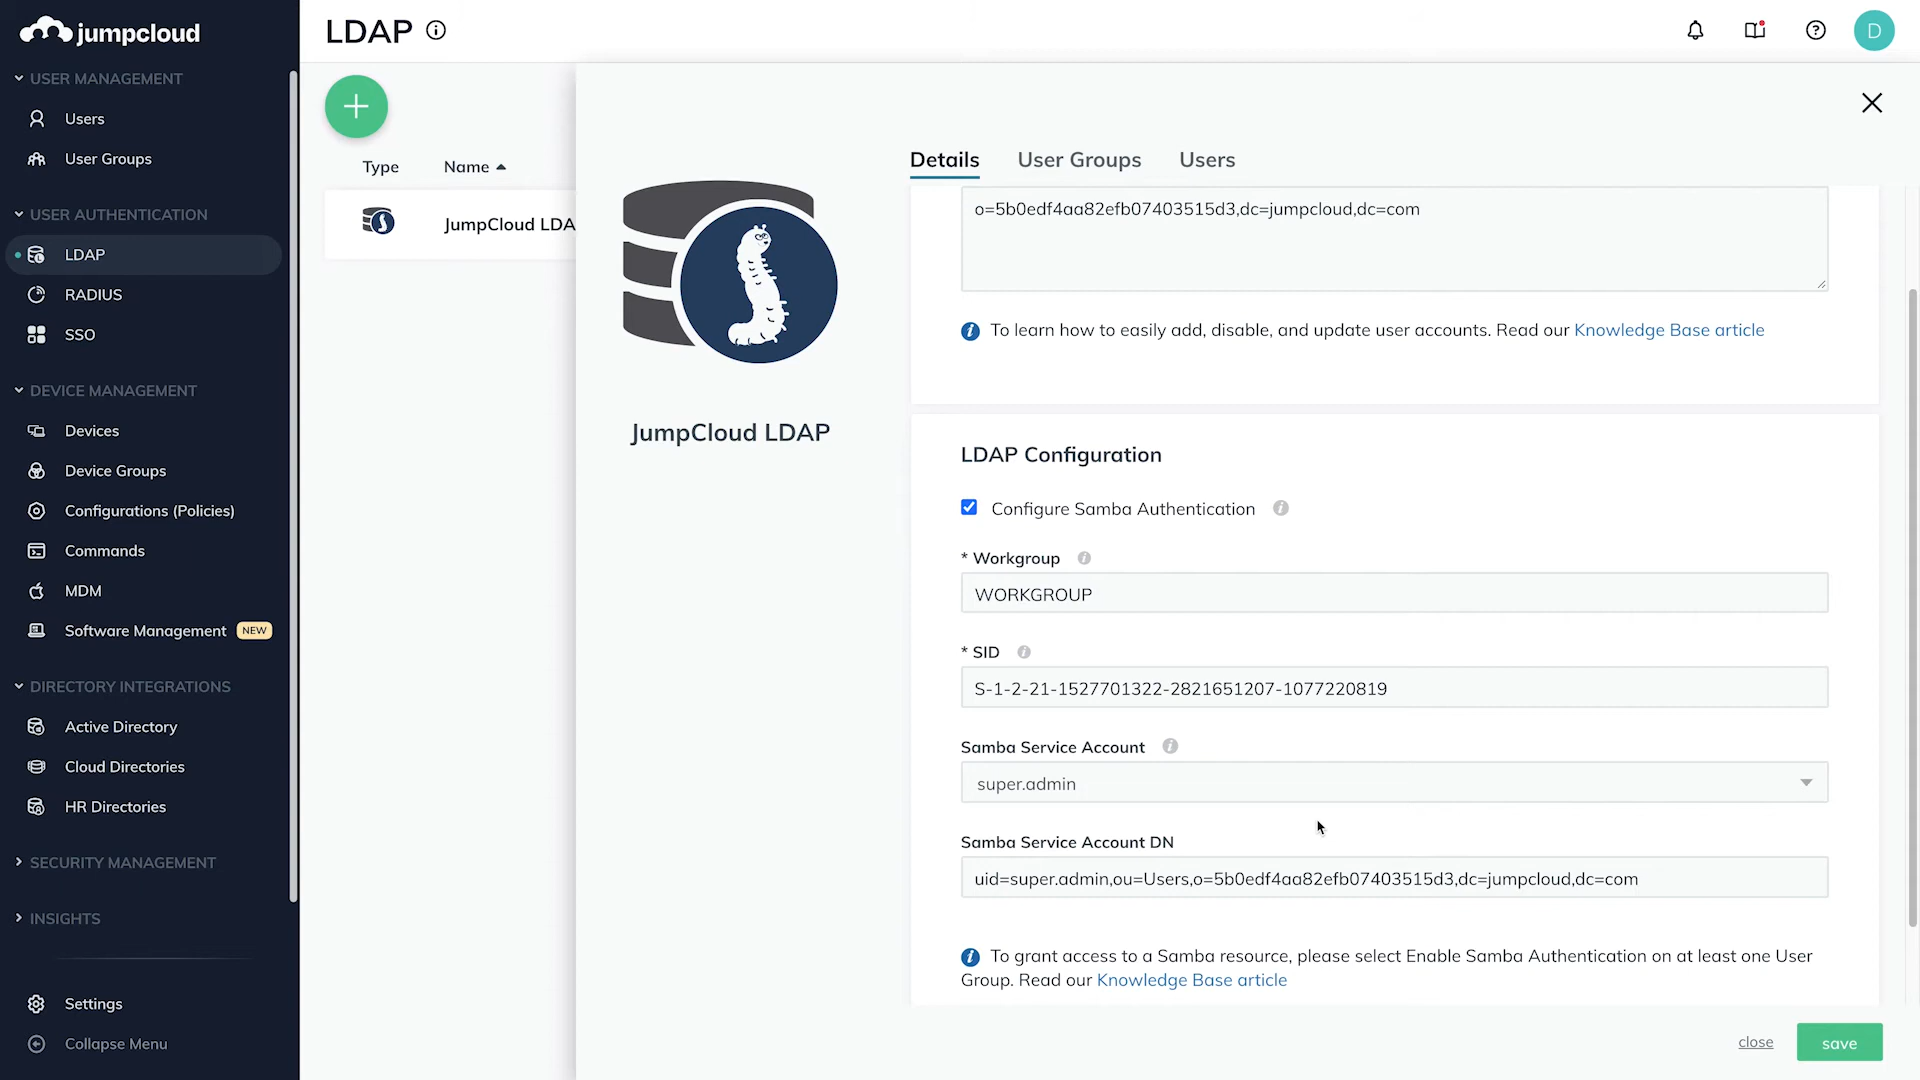 jumpcloud
USER MANAGEMENT
Users
User Groups
USER AUTHENTICATION
LDAP
RADIUS
SSO
DEVICE MANAGEMENT
Devices
Device Groups
Configurations (Policies)
Commands
MDM
Software Management NEW
DIRECTORY INTEGRATIONS
Active Directory
Cloud Directories
HR Directories
SECURITY MANAGEMENT
INSIGHTS
Settings
Collapse Menu
LDAP
D
Type Name
JumpCloud LDA
JumpCloud LDAP
Details User Groups Users
o=5b0edf4aa82efb07403515d3,dc=jumpcloud,dc=com
To learn how to easily add, disable, and update user accounts. Read our Knowledge Base article
LDAP Configuration
Configure Samba Authentication
* Workgroup
WORKGROUP
* SID
S-1-2-21-1527701322-2821651207-1077220819
Samba Service Account
super.admin
Samba Service Account DN
uid=super.admin,ou=Users,o=5b0edf4aa82efb07403515d3,dc=jumpcloud,dc=com
To grant access to a Samba resource, please select Enable Samba Authentication on at least one User
Group. Read our Knowledge Base article
close save